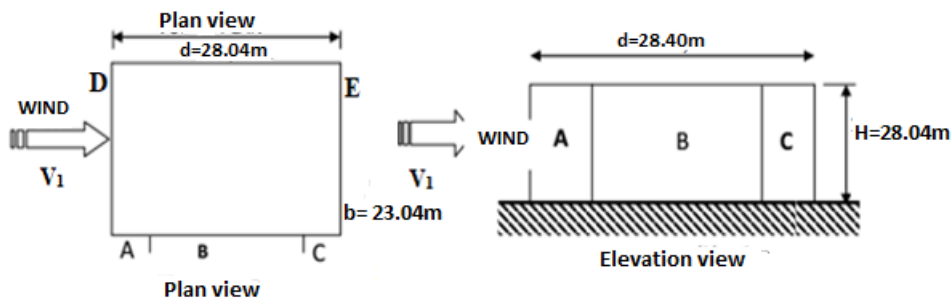 Plan view
d=28.04m
D
E
WIND
V₁
b= 23.04m
A B C
Plan view
d=28.40m
WIND
V₁
A B C
H=28.04m
Elevation view